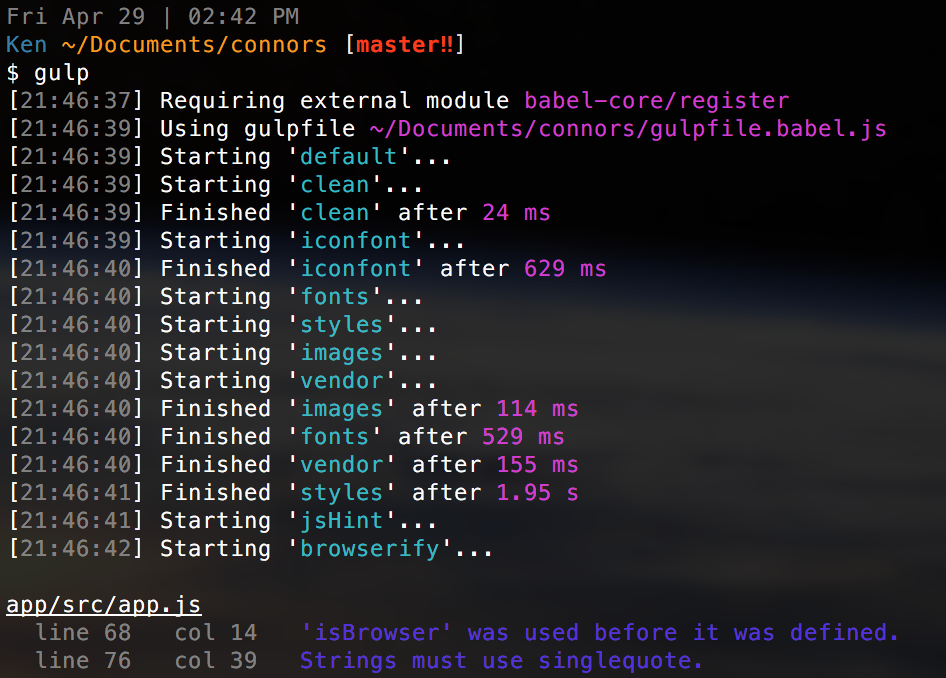 Fri Apr 29 | 02:42 PM
Ken ~/Documents/connors [master!!]
$ gulp
[21:46:37] Requiring external module babel-core/register
[21:46:39] Using gulpfile ~/Documents/connors/gulpfile.babel.js
[21:46:39] Starting 'default'...
[21:46:39] Starting 'clean'...
[21:46:39] Finished 'clean' after 24 ms
[21:46:39] Starting 'iconfont'...
[21:46:40] Finished 'iconfont' after 629 ms
[21:46:40] Starting 'fonts'...
[21:46:40] Starting 'styles'...
[21:46:40] Starting 'images'...
[21:46:40] Starting 'vendor'...
[21:46:40] Finished 'images' after 114 ms
[21:46:40] Finished 'fonts' after 529 ms
[21:46:40] Finished 'vendor' after 155 ms
[21:46:41] Finished 'styles' after 1.95 s
[21:46:41] Starting 'jsHint'...
[21:46:42] Starting 'browserify'...
app/src/app.js
line 68 col 14 'isBrowser' was used before it was defined.
line 76 col 39 Strings must use singlequote.